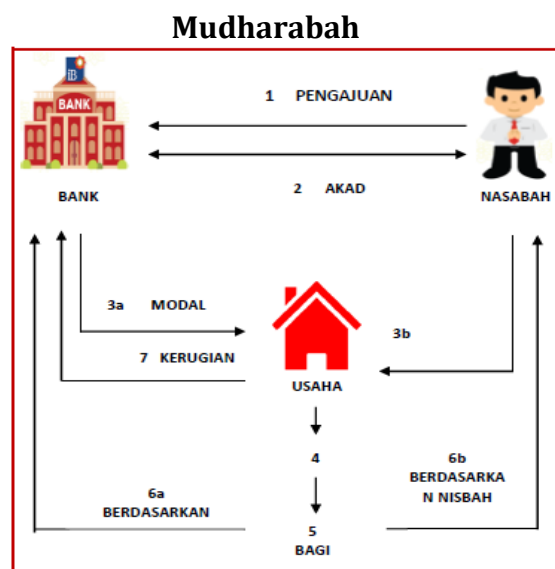 Mudharabah
iB
BANK
1 PENGAJUAN
2 AKAD
BANK
NASABAH
3a MODAL
3b
7 KERUGIAN
USAHA
4
6a
BERDASARKAN
6b
BERDASARKA
N NISBAH
5
BAGI